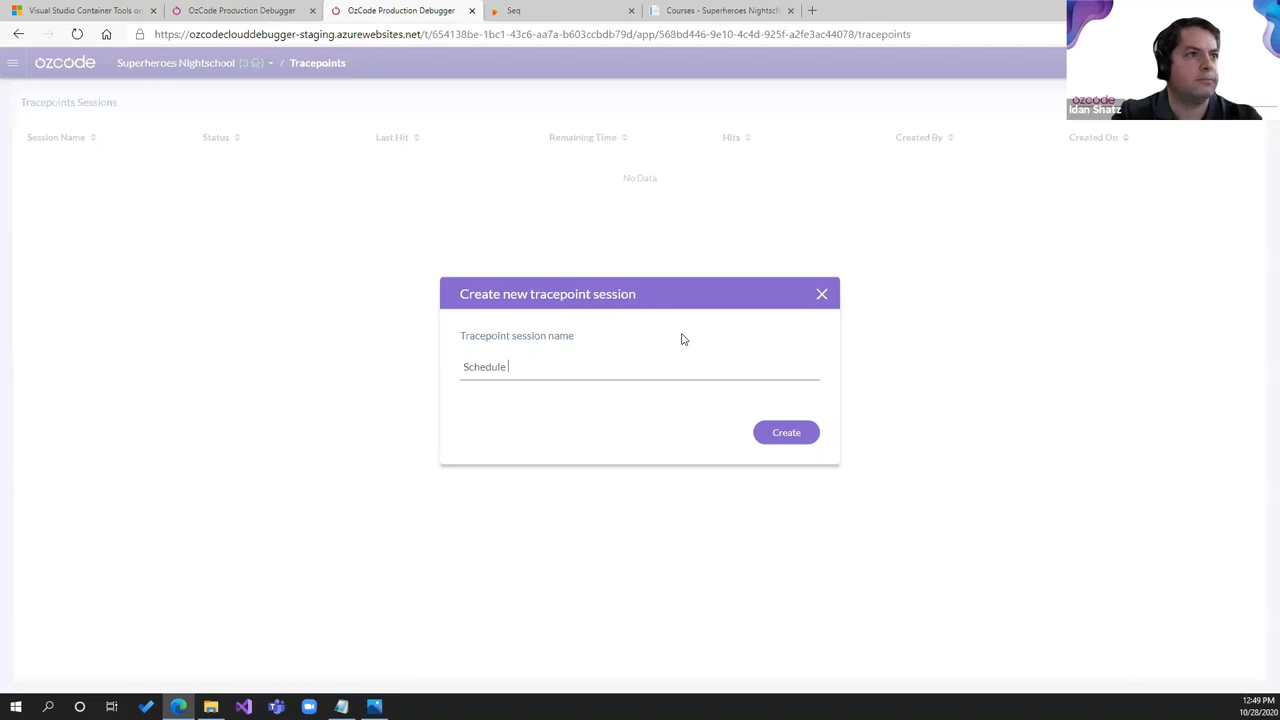 Visual Studio Container Tools on
OzCode Production Debugger
OzCode Production Debugger
Seq
Courses - Superheroes Nightsch
https://ozcodeclouddebugger-staging.azurewebsites.net/t/654138be-1bc1-43c6-aa7a-b603ccbdb79d/app/568bd446-9e10-4c4d-925f-a2fe3ac44078/tracepoints
ozcode
Superheroes Nightschool (3) / Tracepoints
ozcode
Idan Shatz
Tracepoints Sessions
Session Name Status Last Hit Remaining Time Hits Created By Created On
No Data
Create new tracepoint session
Tracepoint session name
Schedule
Create
12:49 PM
10/28/2020